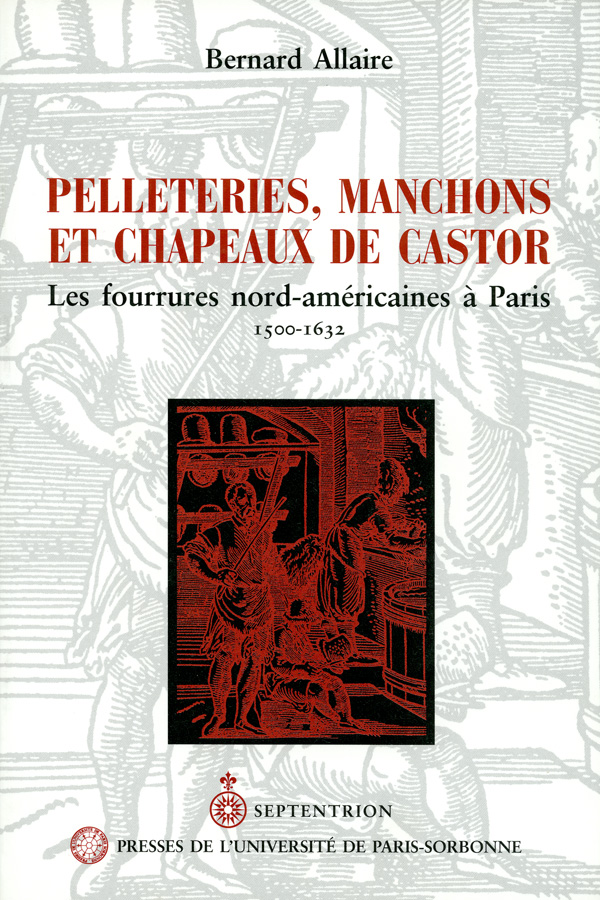 Bernard Allaire
PELLETERIES, MANCHONS
ET CHAPEAUX DE CASTOR
Les fourrures nord-américaines à Paris
1500-1632
SEPTENTRION
PRESSES DE L'UNIVERSITÉ DE PARIS-SORBONNE